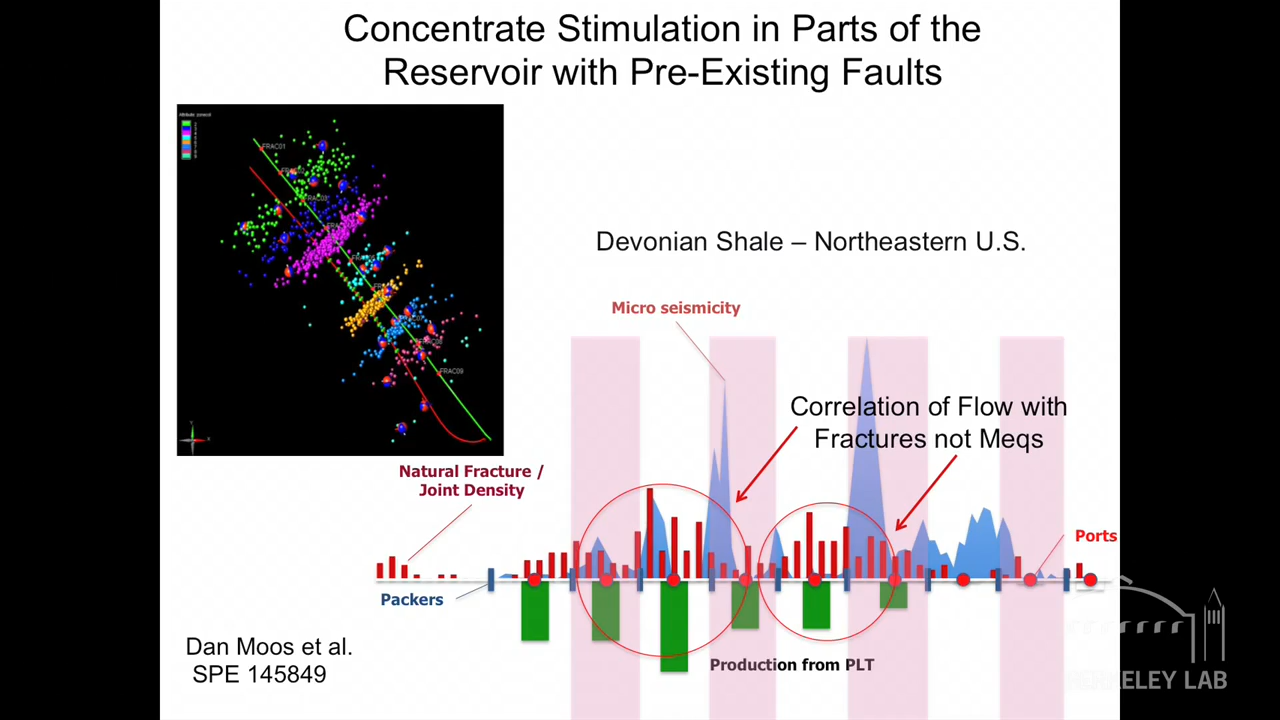 Concentrate Stimulation in Parts of the
Reservoir with Pre-Existing Faults
FRAC01
FRAC03
FRAC09
Devonian Shale – Northeastern U.S.
Micro seismicity
Correlation of Flow with
Fractures not Meqs
Natural Fracture /
Joint Density
Ports
Packers
Dan Moos et al.
SPE 145849
Production from PLT
BERKELEY LAB